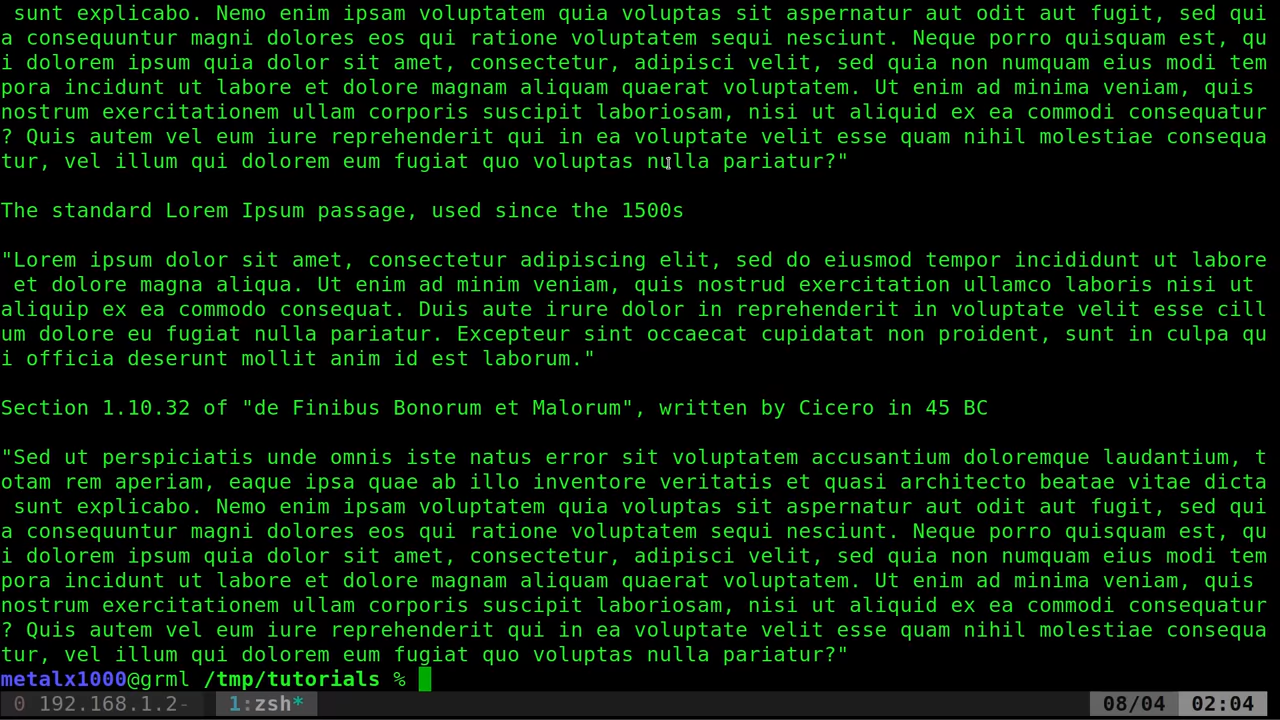 sunt explicabo. Nemo enim ipsam voluptatem quia voluptas sit aspernatur aut odit aut fugit, sed qui
a consequuntur magni dolores eos qui ratione voluptatem sequi nesciunt. Neque porro quisquam est, qu
i dolorem ipsum quia dolor sit amet, consectetur, adipisci velit, sed quia non numquam eius modi tem
pora incidunt ut labore et dolore magnam aliquam quaerat voluptatem. Ut enim ad minima veniam, quis
nostrum exercitationem ullam corporis suscipit laboriosam, nisi ut aliquid ex ea commodi consequatur
? Quis autem vel eum iure reprehenderit qui in ea voluptate velit esse quam nihil molestiae consequa
tur, vel illum qui dolorem eum fugiat quo voluptas nulla pariatur?"
The standard Lorem Ipsum passage, used since the 1500s
"Lorem ipsum dolor sit amet, consectetur adipiscing elit, sed do eiusmod tempor incididunt ut labore
et dolore magna aliqua. Ut enim ad minim veniam, quis nostrud exercitation ullamco laboris nisi ut
aliquip ex ea commodo consequat. Duis aute irure dolor in reprehenderit in voluptate velit esse cill
um dolore eu fugiat nulla pariatur. Excepteur sint occaecat cupidatat non proident, sunt in culpa qu
i officia deserunt mollit anim id est laborum."
Section 1.10.32 of "de Finibus Bonorum et Malorum", written by Cicero in 45 BC
"Sed ut perspiciatis unde omnis iste natus error sit voluptatem accusantium doloremque laudantium, t
otam rem aperiam, eaque ipsa quae ab illo inventore veritatis et quasi architecto beatae vitae dicta
sunt explicabo. Nemo enim ipsam voluptatem quia voluptas sit aspernatur aut odit aut fugit, sed qui
a consequuntur magni dolores eos qui ratione voluptatem sequi nesciunt. Neque porro quisquam est, qu
i dolorem ipsum quia dolor sit amet, consectetur, adipisci velit, sed quia non numquam eius modi tem
pora incidunt ut labore et dolore magnam aliquam quaerat voluptatem. Ut enim ad minima veniam, quis
nostrum exercitationem ullam corporis suscipit laboriosam, nisi ut aliquid ex ea commodi consequatur
? Quis autem vel eum iure reprehenderit qui in ea voluptate velit esse quam nihil molestiae consequa
tur, vel illum qui dolorem eum fugiat quo voluptas nulla pariatur?"
metalx1000@grml /tmp/tutorials %
0 192.168.1.2- 1:zsh* 08/04 02:04